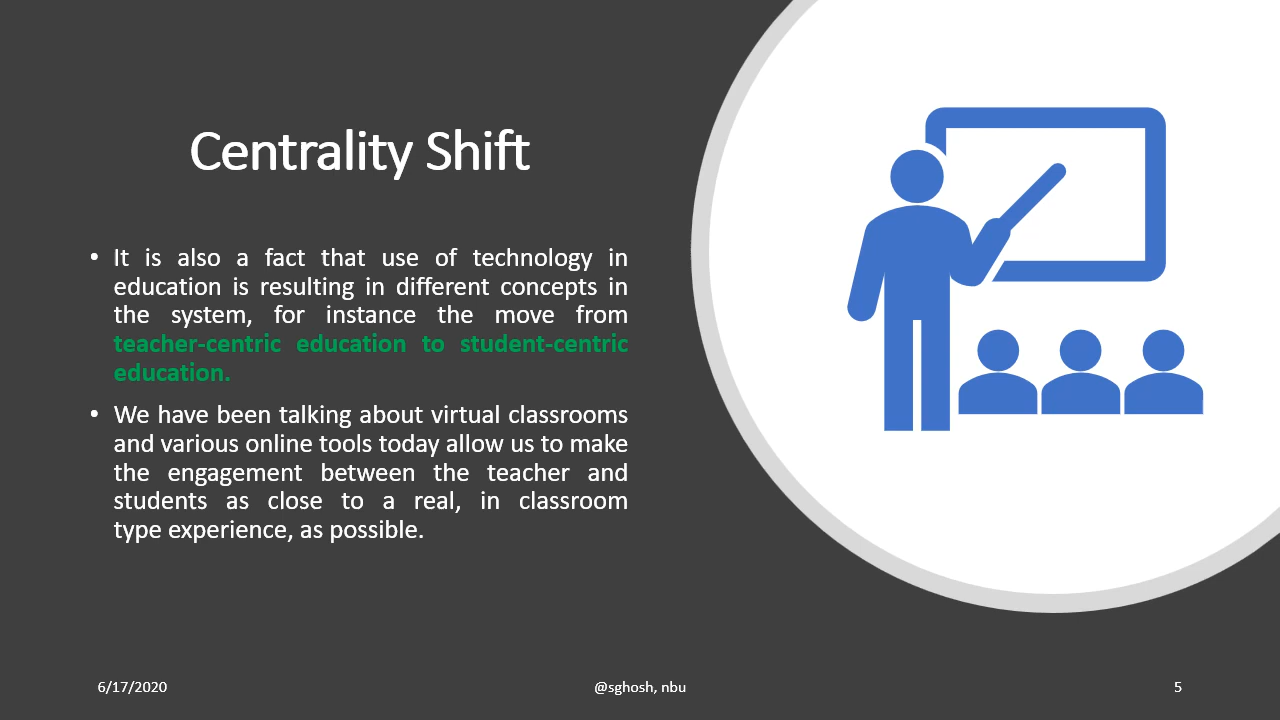 Centrality Shift
• It is also a fact that use of technology in
education is resulting in different concepts in
the system, for instance the move from
teacher-centric education to student-centric
education.
• We have been talking about virtual classrooms
and various online tools today allow us to make
the engagement between the teacher and
students as close to a real, in classroom
type experience, as possible.
6/17/2020
@sghosh, nbu
5